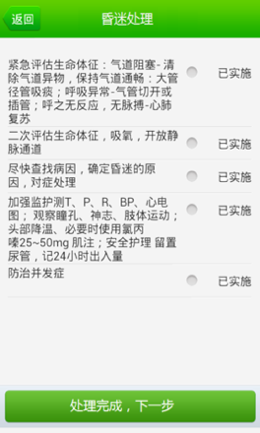 返回
昏迷处理
紧急评估生命体征：气道阻塞-清
除气道异物，保持气道通畅：大管
径管吸痰；呼吸异常-气管切开或
插管；呼之无反应，无脉搏-心肺
复苏
已实施
二次评估生命体征，吸氧，开放静
脉通道
已实施
尽快查找病因，确定昏迷的原
因，对症处理
已实施
加强监护测T、P、R、BP、心电
图； 观察瞳孔、神志、肢体运动；
头部降温、必要时使用氯丙
嗪25~50mg 肌注；安全护理 留置
尿管，记24小时出入量
已实施
防治并发症
已实施
处理完成，下一步